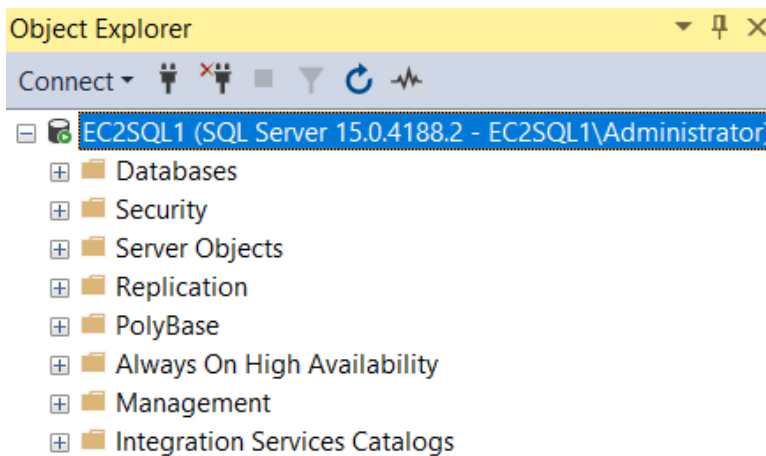 Object Explorer
Connect
EC2SQL1 (SQL Server 15.0.4188.2 - EC2SQL1\Administrator)
Databases
Security
Server Objects
Replication
PolyBase
Always On High Availability
Management
Integration Services Catalogs